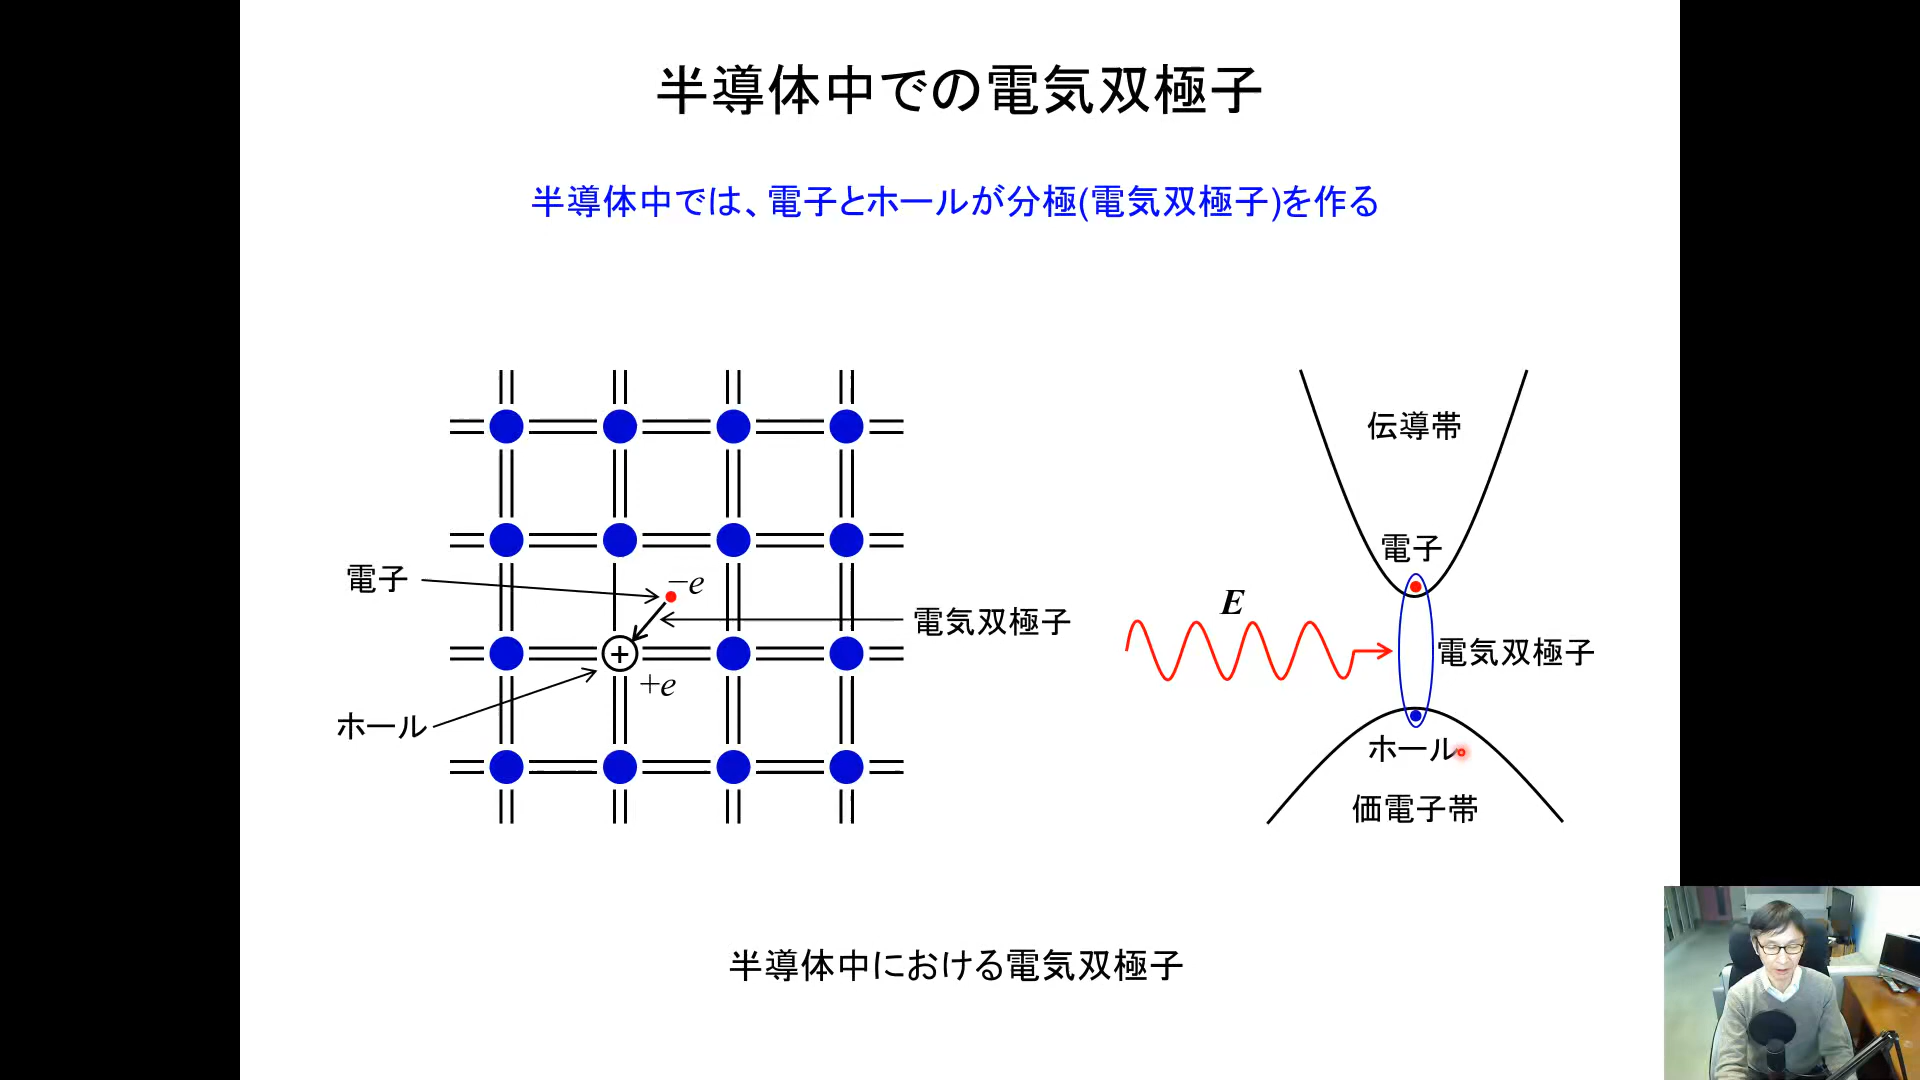 半導体中での電気双極子
半導体中では、電子とホールが分極(電気双極子)を作る
電子
−e
電気双極子
+
+e
ホール
伝導帯
電子
E
電気双極子
ホール
価電子帯
半導体中における電気双極子